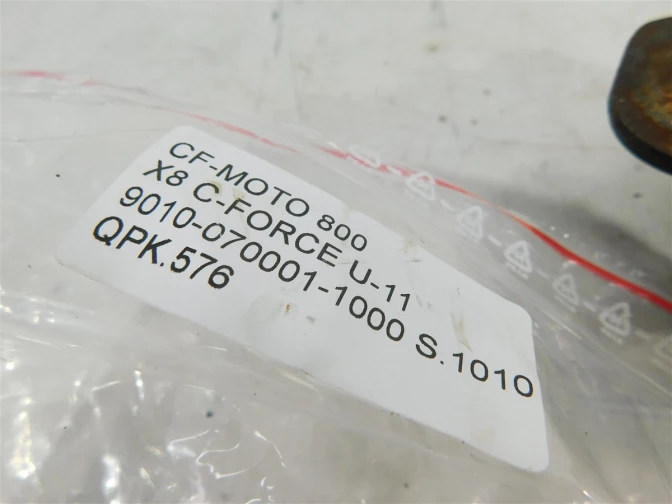 CF-MOTO 800
X8 C-FORCE U-11
9010-070001-1000 S.1010
QPK.576